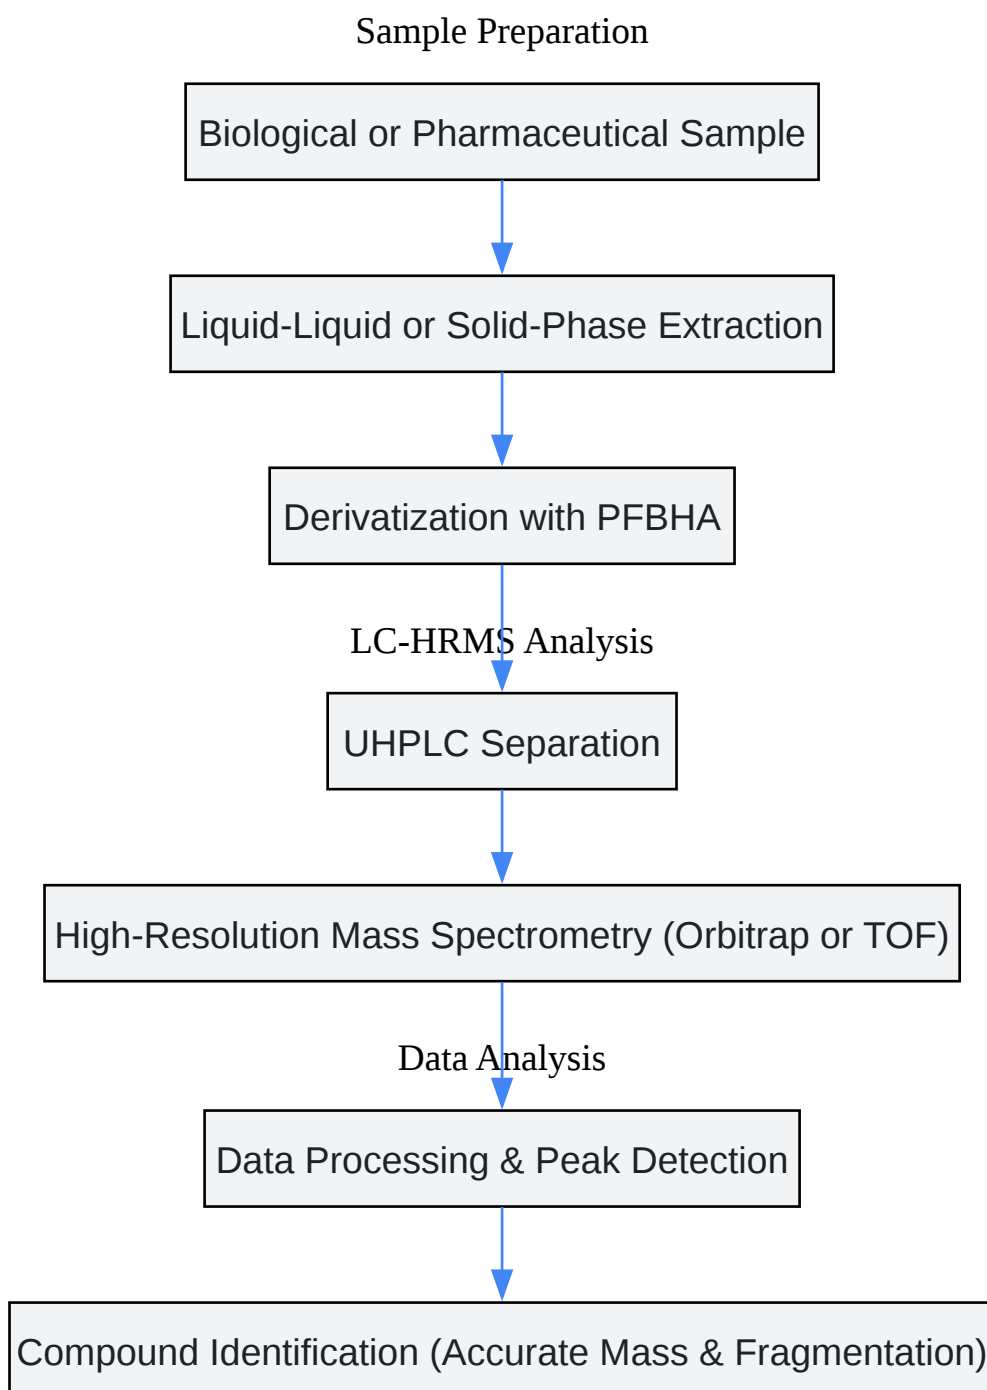 Sample Preparation
Biological or Pharmaceutical Sample
Liquid-Liquid or Solid-Phase Extraction
Derivatization with PFBHA
LC-HRMS Analysis
UHPLC Separation
High-Resolution Mass Spectrometry (Orbitrap or TOF)
Data Analysis
Data Processing & Peak Detection
Compound Identification (Accurate Mass & Fragmentation)